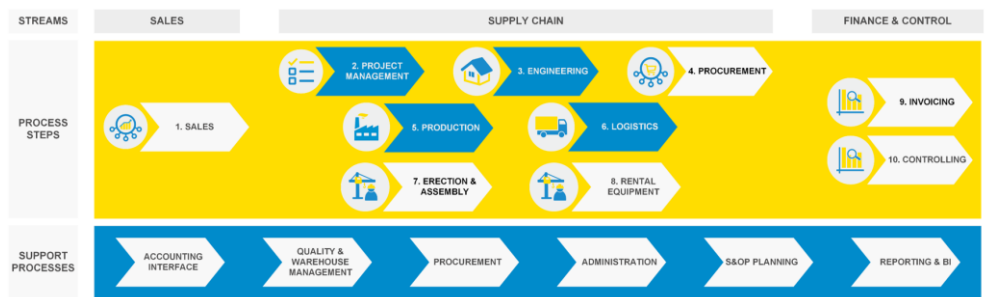 STREAMS
SALES
SUPPLY CHAIN
FINANCE & CONTROL
PROCESS
STEPS
1. SALES
2. PROJECT
MANAGEMENT
3. ENGINEERING
4. PROCUREMENT
5. PRODUCTION
6. LOGISTICS
7. ERECTION &
ASSEMBLY
8. RENTAL
EQUIPMENT
9. INVOICING
10. CONTROLLING
SUPPORT
PROCESSES
ACCOUNTING
INTERFACE
QUALITY &
WAREHOUSE
MANAGEMENT
PROCUREMENT
ADMINISTRATION
S&OP PLANNING
REPORTING & BI